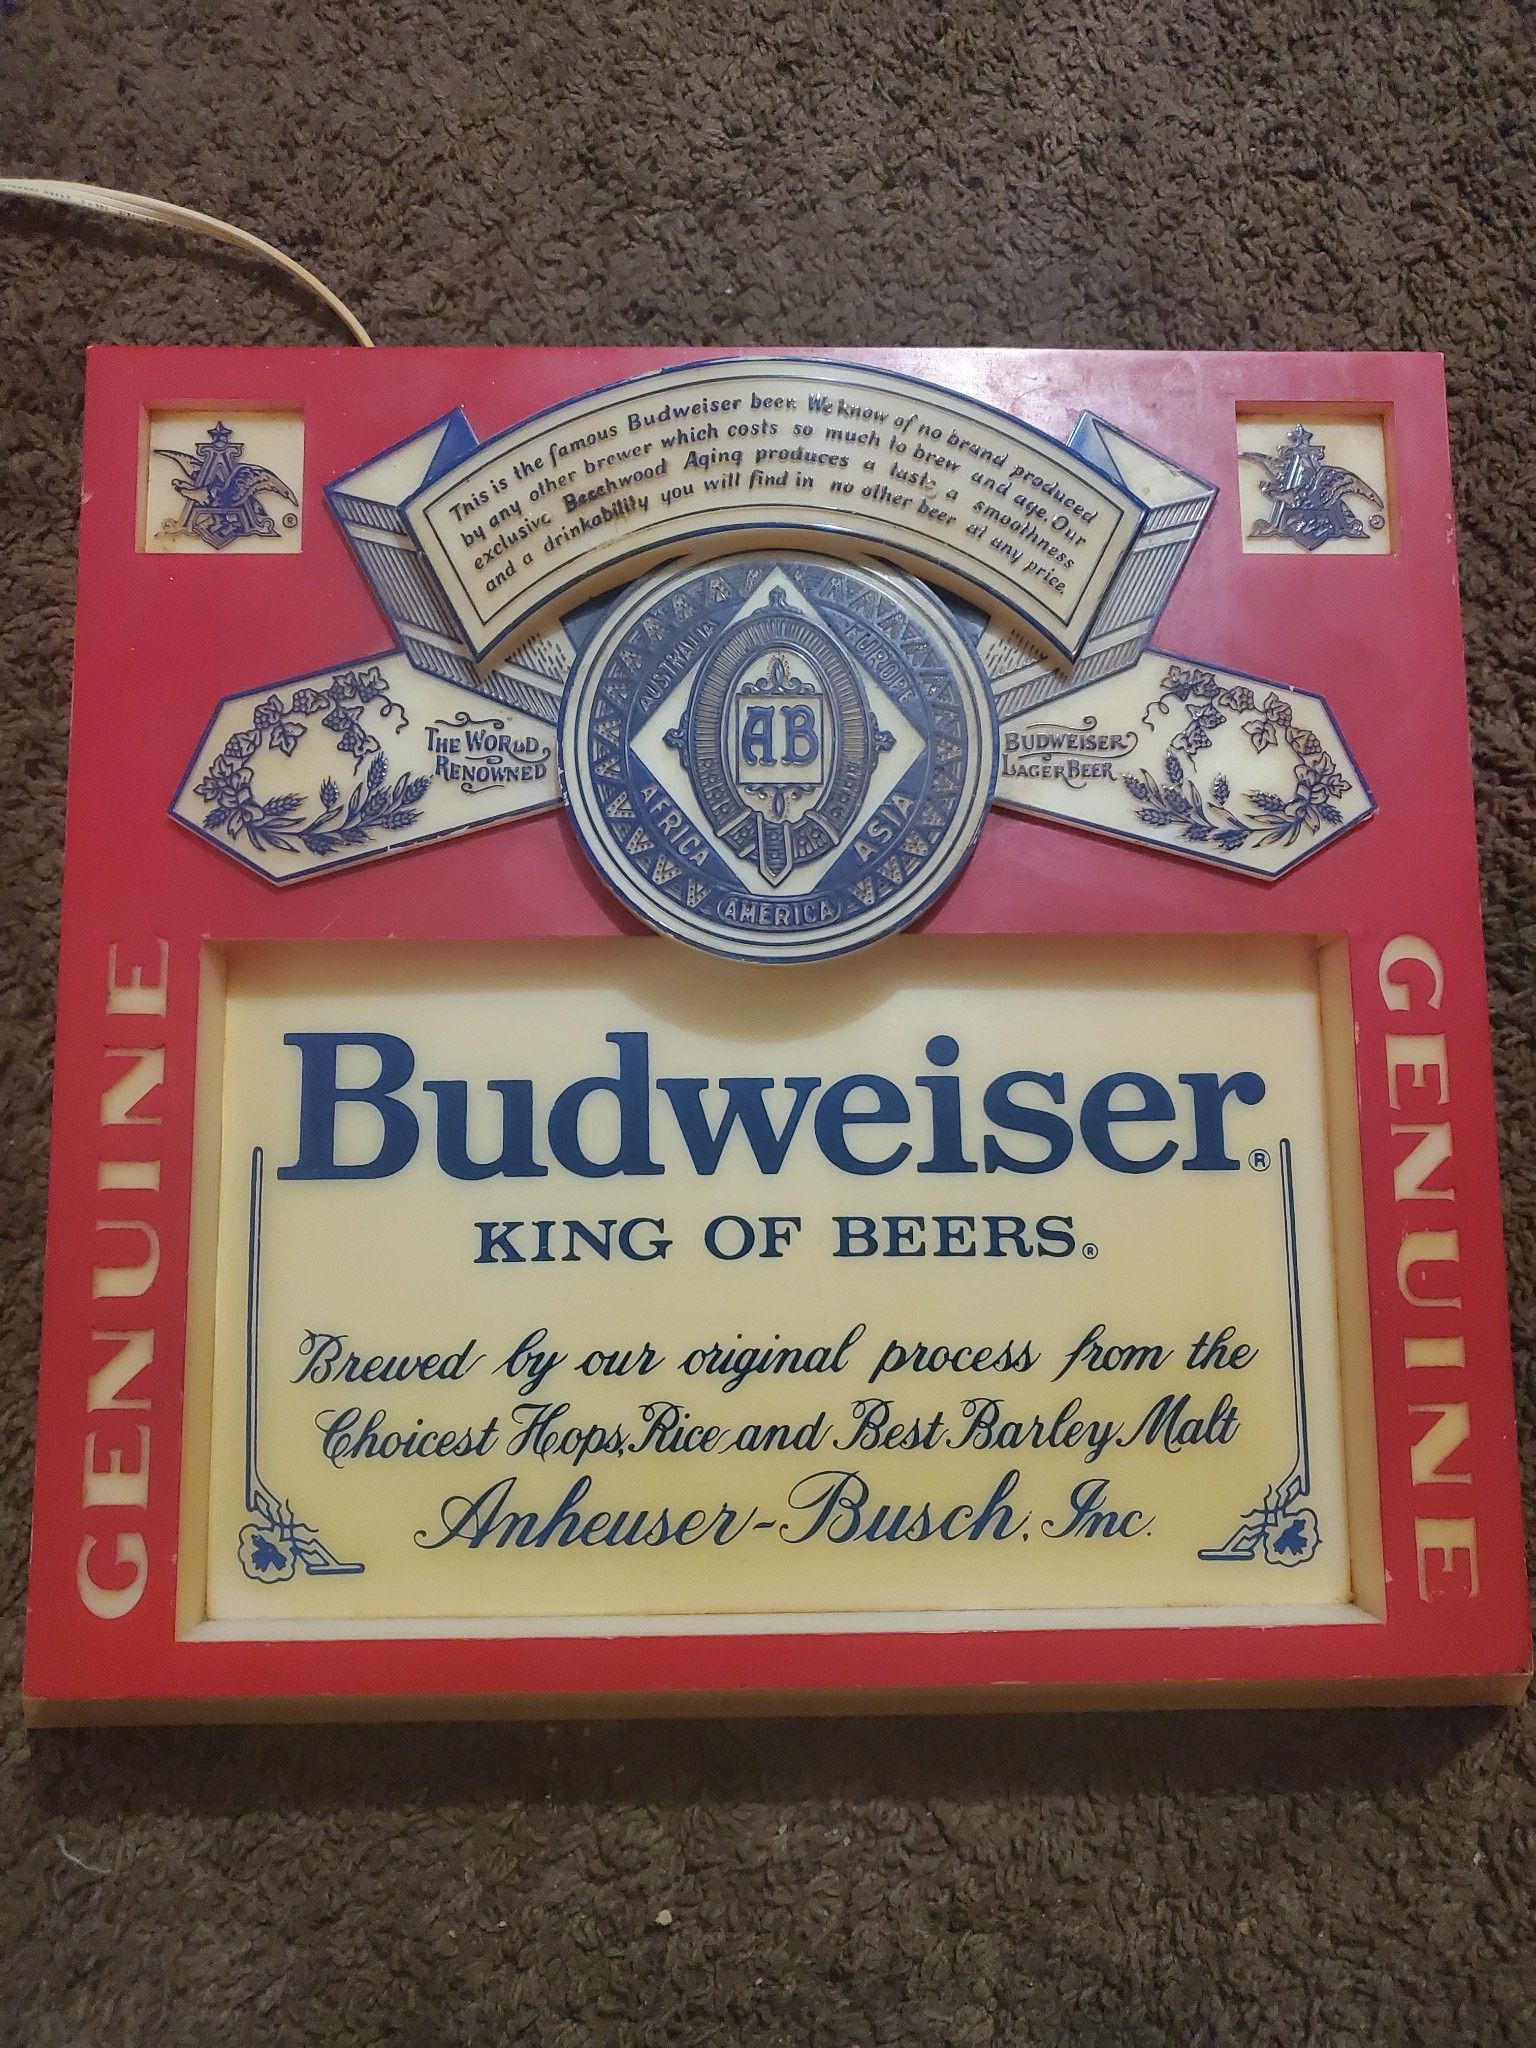 This is the famous Budweiser beer. We know of no brand produced
by any other brewer which costs so much to brew and age. Our
exclusive Beechwood Aging produces a taste, a smoothness
and a drinkability you will find in no other beer at any price.
A
®
A
®
THE WORLD
RENOWNED
AUSTRALIA
EUROPE
AB
AFRICA
ASIA
AMERICA
BUDWEISER
LAGER BEER
GENUINE
Budweiser®
KING OF BEERS®
Brewed by our original process from the
Choicest Hops, Rice and Best Barley Malt
Anheuser-Busch, Inc.
GENUINE